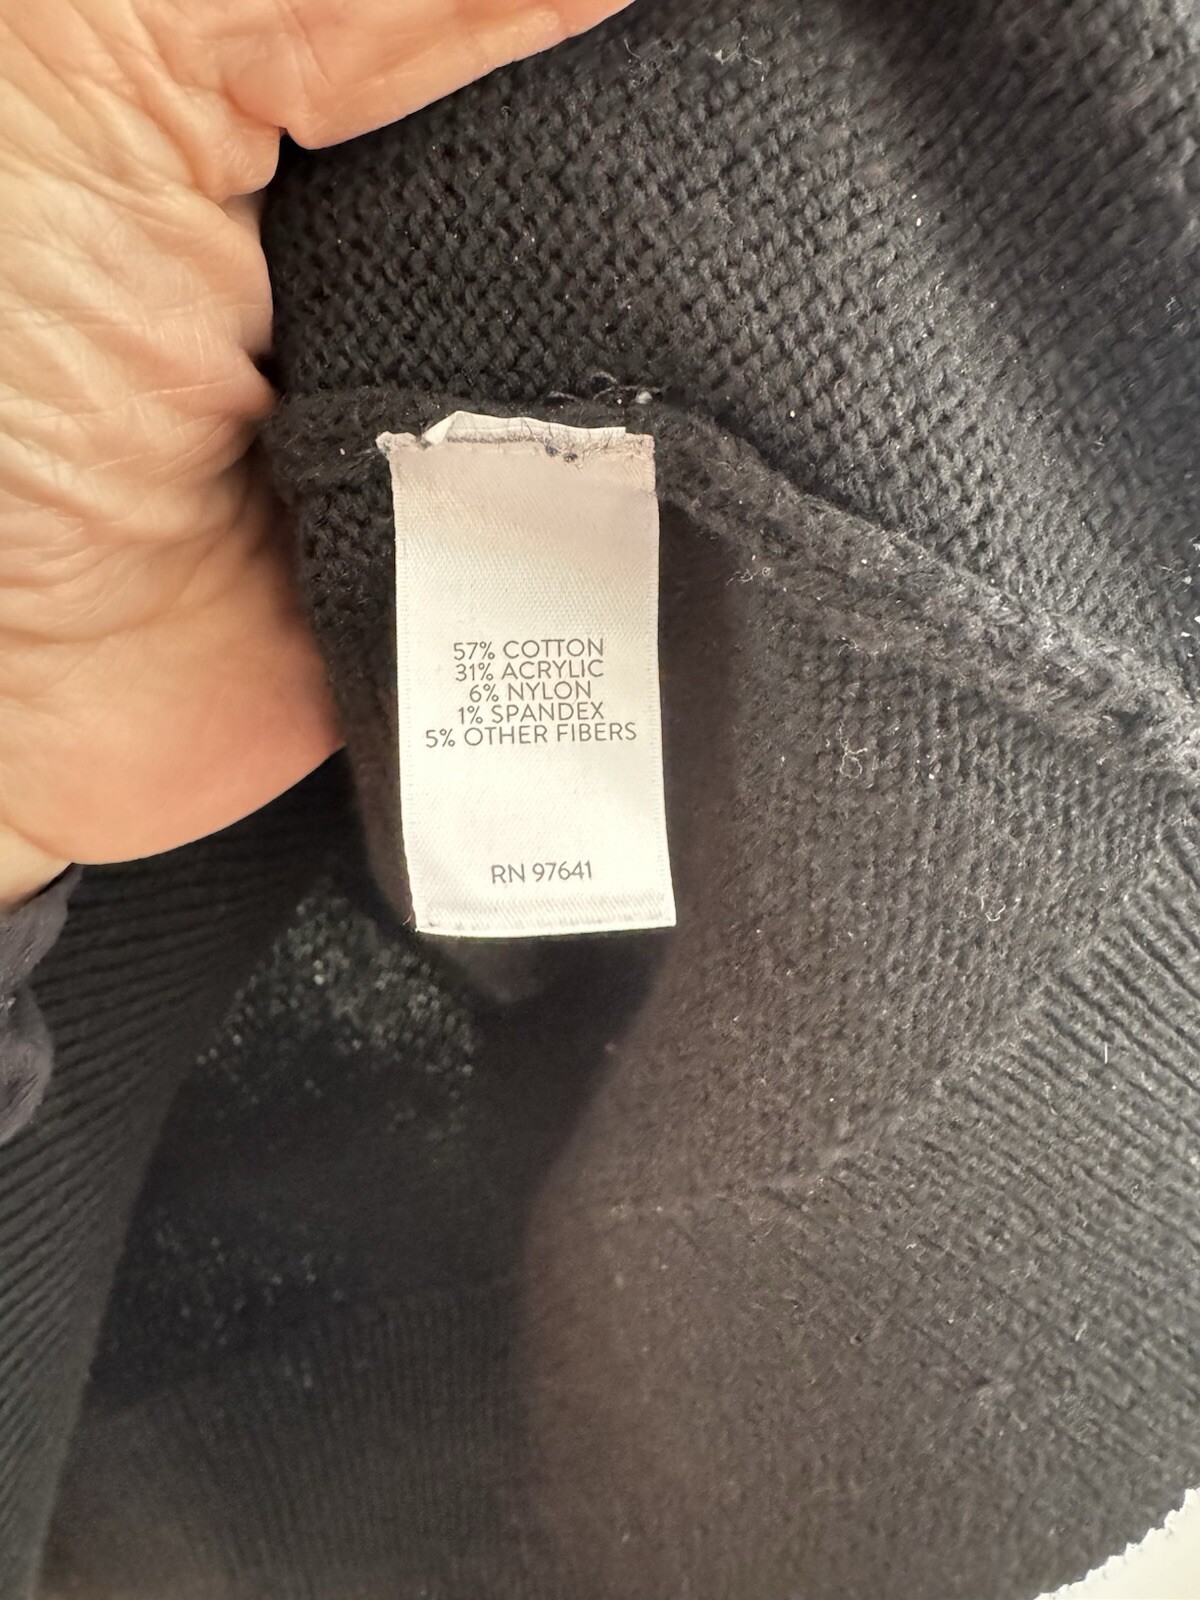 57% COTTON
31% ACRYLIC
6% NYLON
1% SPANDEX
5% OTHER FIBERS
RN 97641